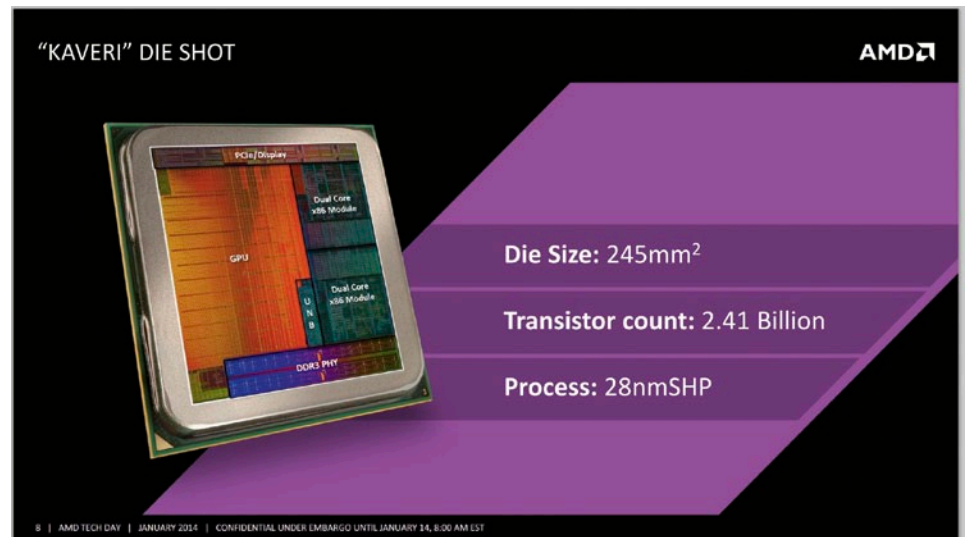 "KAVERI" DIE SHOT
AMD
PCIe/Display
Dual Core
x86 Module
GPU
Dual Core
x86 Module
U
N
B
DDR3 PHY
Die Size: 245mm²
Transistor count: 2.41 Billion
Process: 28nmSHP
8 | AMD TECH DAY | JANUARY 2014 | CONFIDENTIAL UNDER EMBARGO UNTIL JANUARY 14, 8:00 AM EST